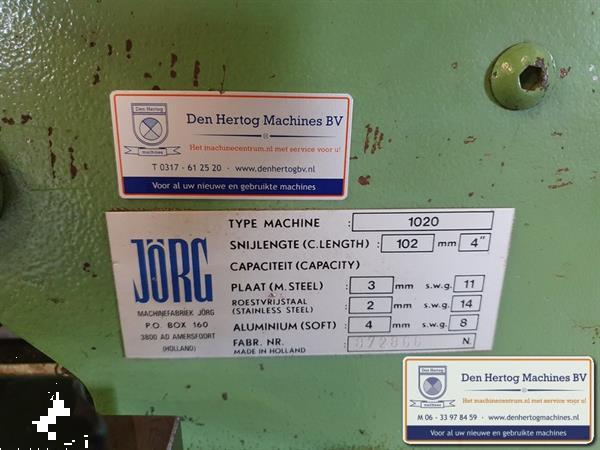 Den Hertog
machines
Den Hertog Machines BV
Het machinecentrum.nl met service voor u!
T 0317 - 61 25 20 · www.denhertogbv.nl
Voor al uw nieuwe en gebruikte machines
JÖRG
MACHINEFABRIEK JÖRG
P.O. BOX 160
3800 AD AMERSFOORT
(HOLLAND)
TYPE MACHINE : 1020
SNIJLENGTE (C.LENGTH) : 102 mm 4"
CAPACITEIT (CAPACITY)
PLAAT (M. STEEL) : 3 mm s.w.g. 11
ROESTVRIJSTAAL (STAINLESS STEEL) : 2 mm s.w.g. 14
ALUMINIUM (SOFT) : 4 mm s.w.g. 8
FABR. NR. : N.
MADE IN HOLLAND
Den Hertog Machines BV
Het machinecentrum.nl met service voor u!
M 06 - 33 97 84 59 · www.denhertogmachines.nl
Voor al uw nieuwe en gebruikte machines